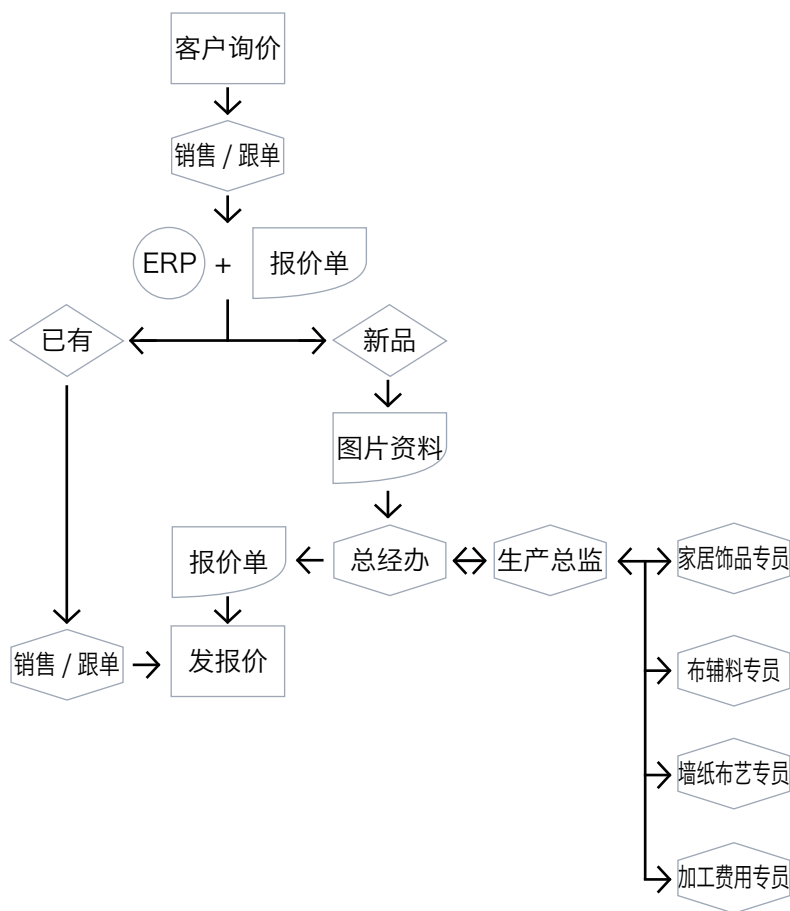 客户询价
销售 / 跟单
ERP + 报价单
已有
新品
图片资料
报价单
总经办
生产总监
家居饰品专员
销售 / 跟单
发报价
布辅料专员
墙纸布艺专员
加工费用专员